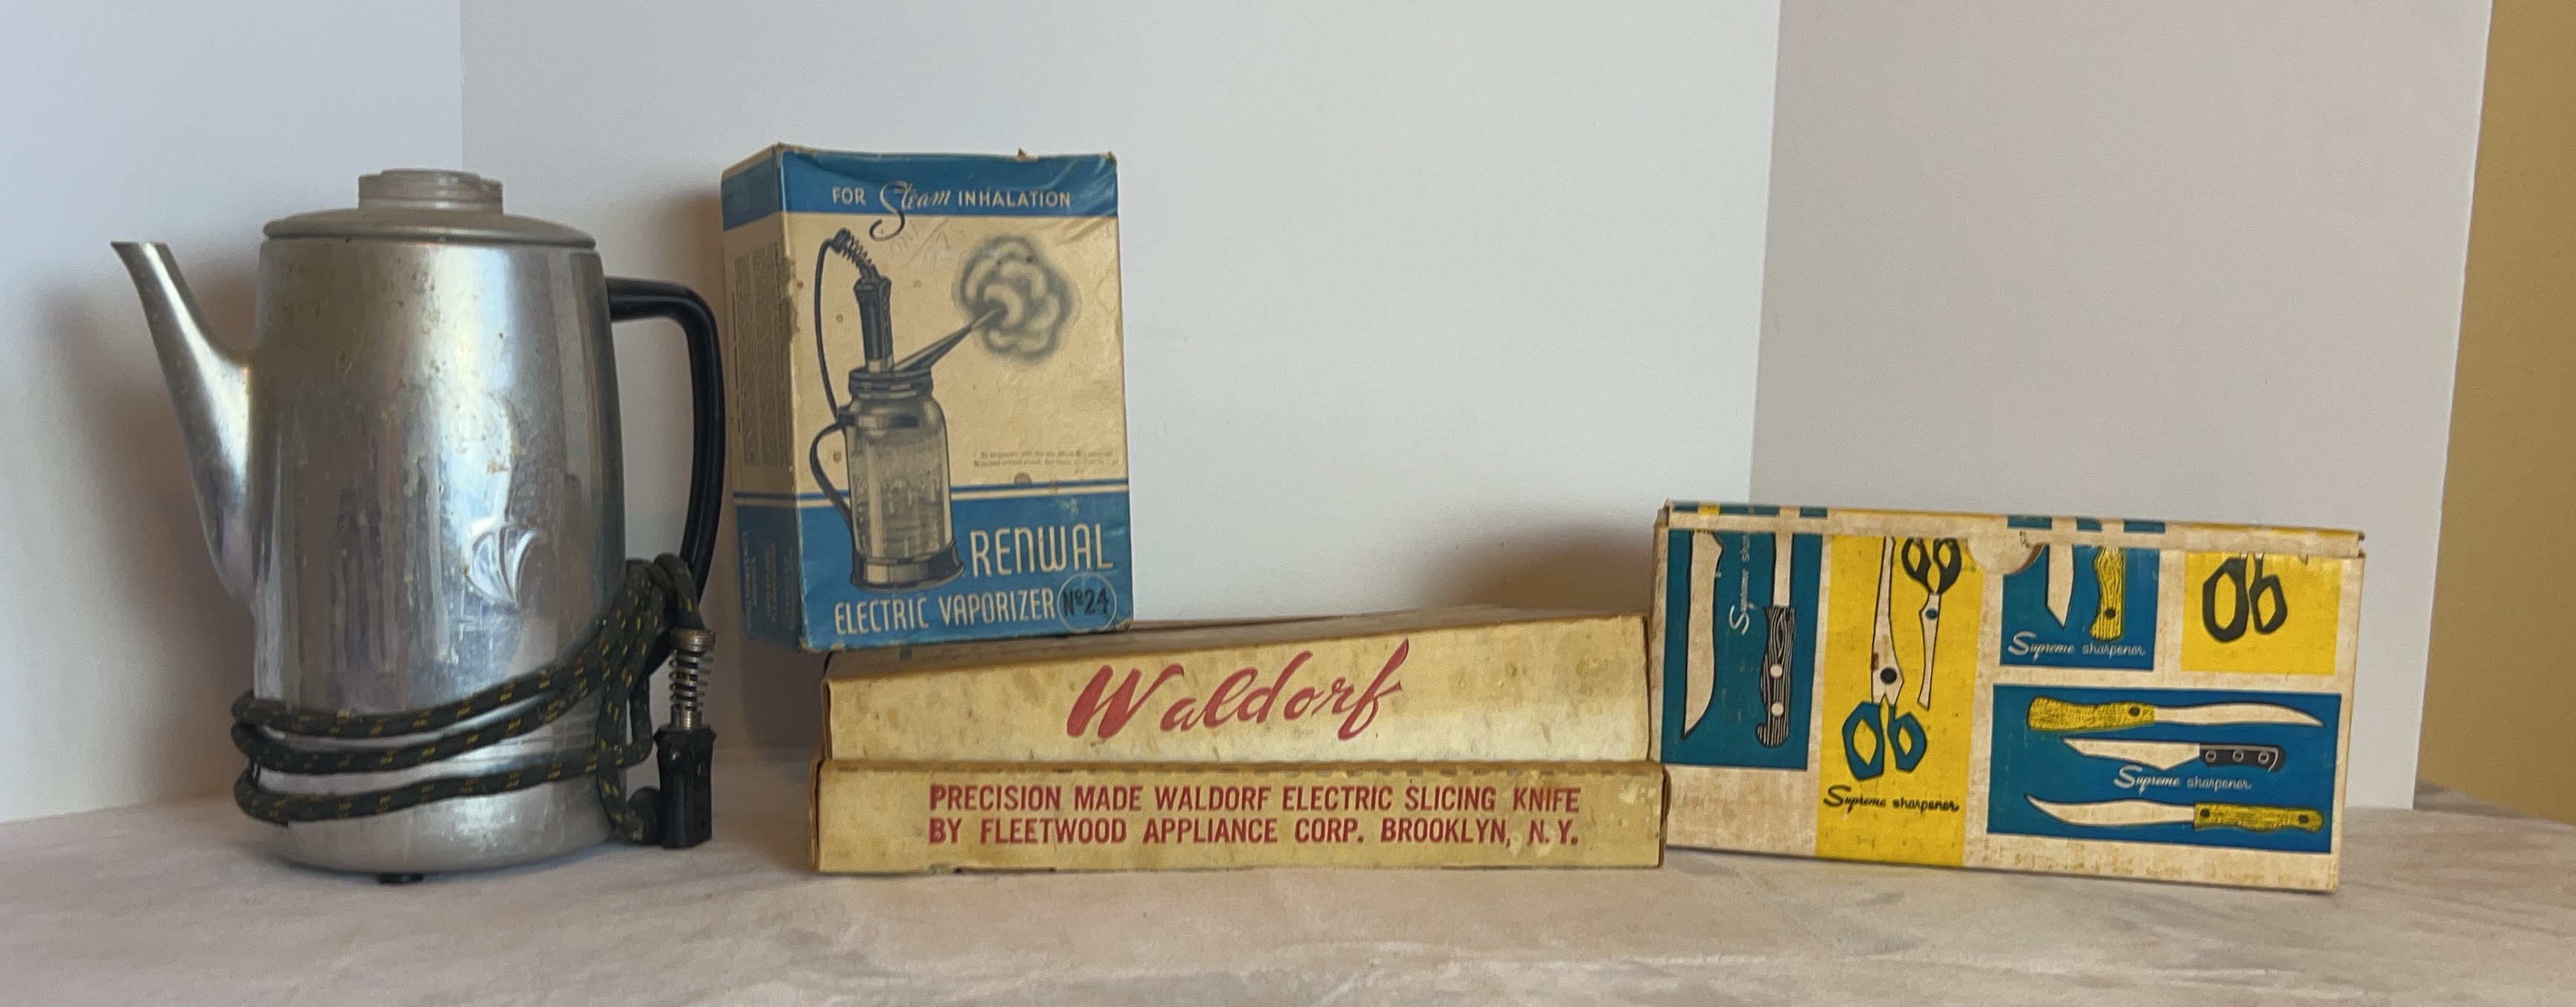 FOR Steam INHALATION
RENWAL
ELECTRIC VAPORIZER Nº24
Waldorf
PRECISION MADE WALDORF ELECTRIC SLICING KNIFE
BY FLEETWOOD APPLIANCE CORP. BROOKLYN, N.Y.
Supreme
Supreme sharpener
Supreme sharpener
Supreme sharpener